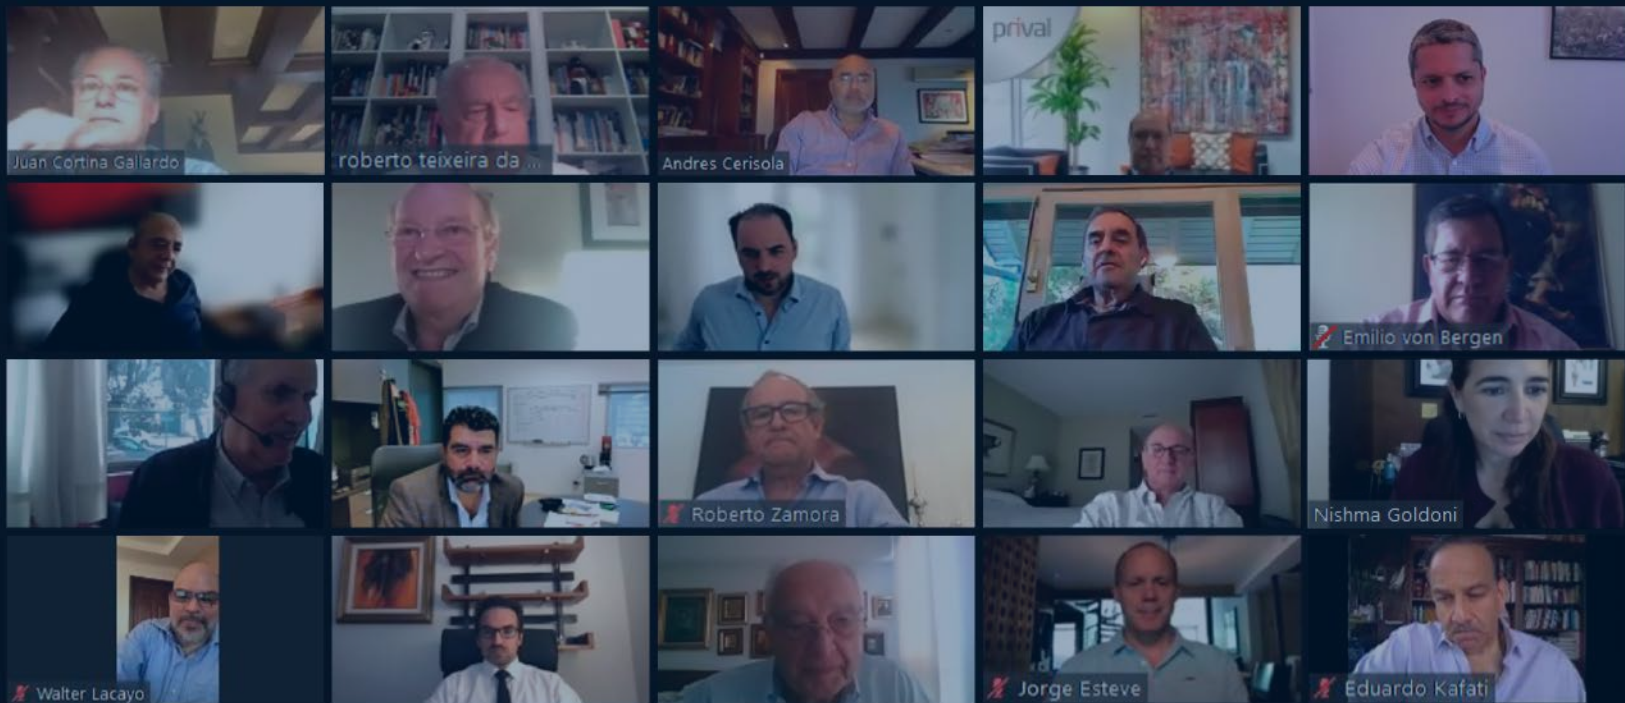 Juan Cortina Gallardo
roberto teixeira da ...
Andres Cerisola
prival
Emilio von Bergen
Roberto Zamora
Nishma Goldoni
Walter Lacayo
Jorge Esteve
Eduardo Kafati